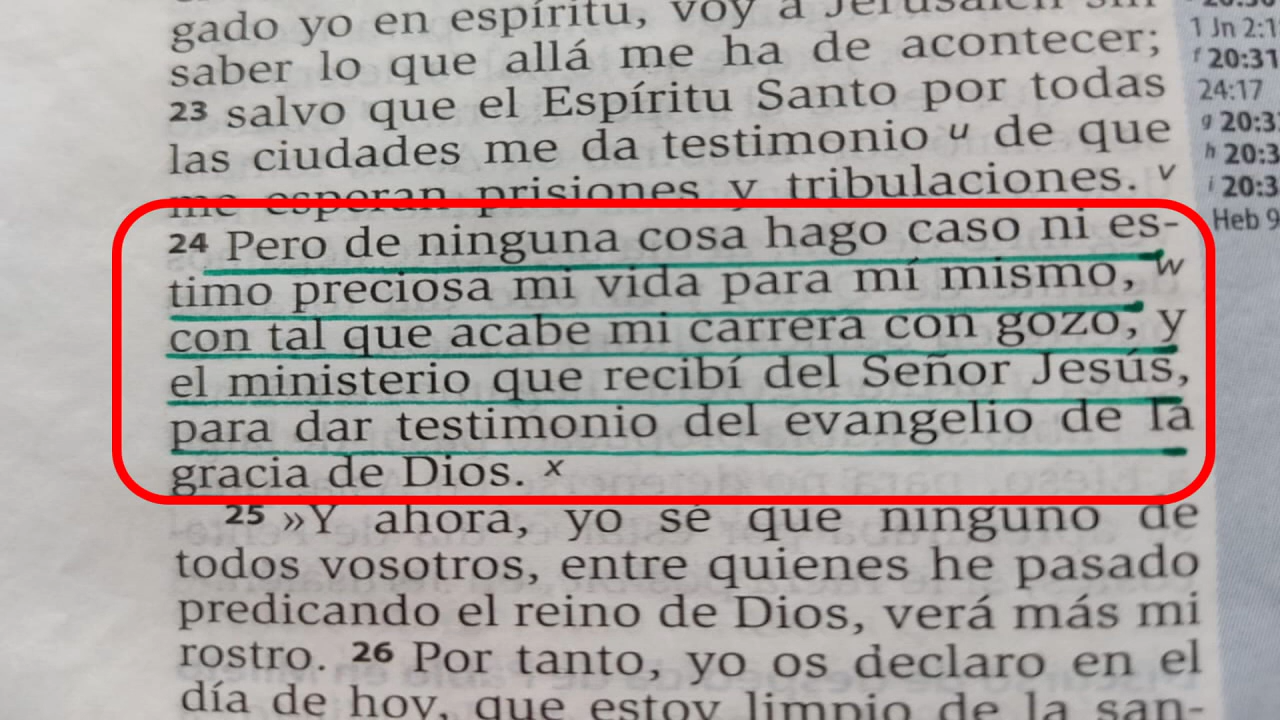 gado yo en espíritu, voy a Jerusalén sin
saber lo que allá me ha de acontecer;
23 salvo que el Espíritu Santo por todas
las ciudades me da testimonio u de que
me esperan prisiones y tribulaciones. v
24 Pero de ninguna cosa hago caso ni es-
timo preciosa mi vida para mí mismo, w
con tal que acabe mi carrera con gozo, y
el ministerio que recibí del Señor Jesús,
para dar testimonio del evangelio de la
gracia de Dios. x
25 »Y ahora, yo sé que ninguno de
todos vosotros, entre quienes he pasado
predicando el reino de Dios, verá más mi
rostro. 26 Por tanto, yo os declaro en el
día de hoy, que estoy limpio de la san-
1 Jn 2:1
f 20:31
24:17
g 20:3
h 20:3
i 20:3
Heb 9